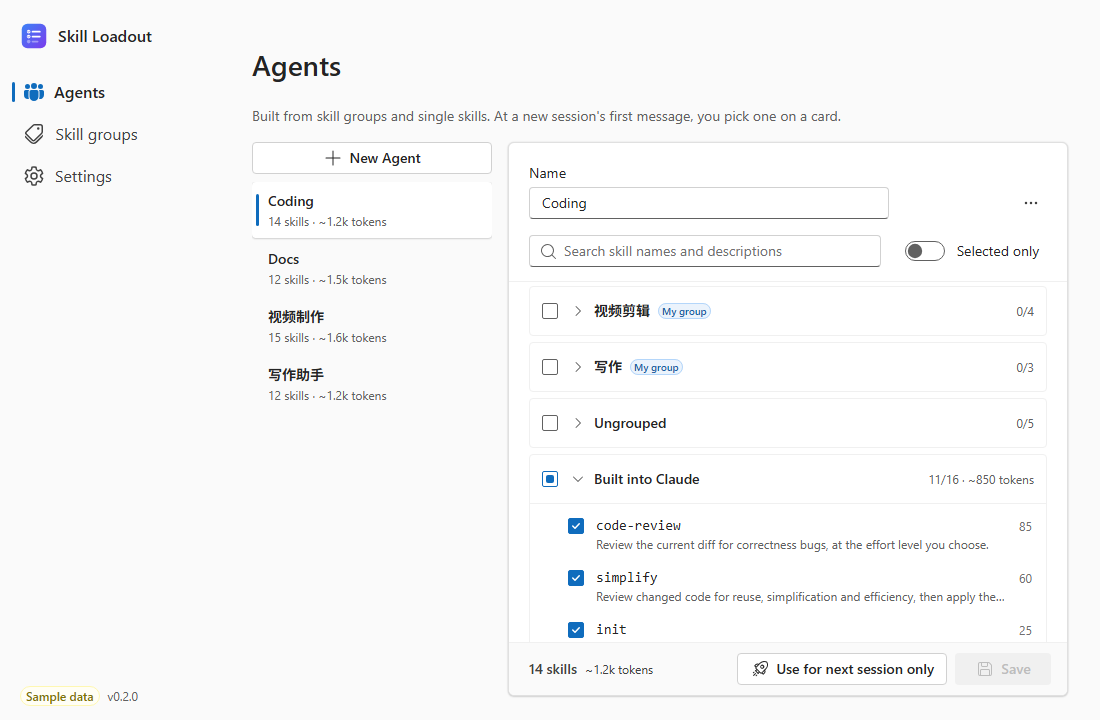 Skill Loadout
Agents
Skill groups
Settings
Sample data v0.2.0
Agents
Built from skill groups and single skills. At a new session's first message, you pick one on a card.
New Agent
Coding
14 skills · ~1.2k tokens
Docs
12 skills · ~1.5k tokens
视频制作
15 skills · ~1.6k tokens
写作助手
12 skills · ~1.2k tokens
Name
Coding
Search skill names and descriptions
Selected only
视频剪辑 My group 0/4
写作 My group 0/3
Ungrouped 0/5
Built into Claude 11/16 · ~850 tokens
code-review 85
Review the current diff for correctness bugs, at the effort level you choose.
simplify 60
Review changed code for reuse, simplification and efficiency, then apply the...
init 25
14 skills ~1.2k tokens
Use for next session only
Save